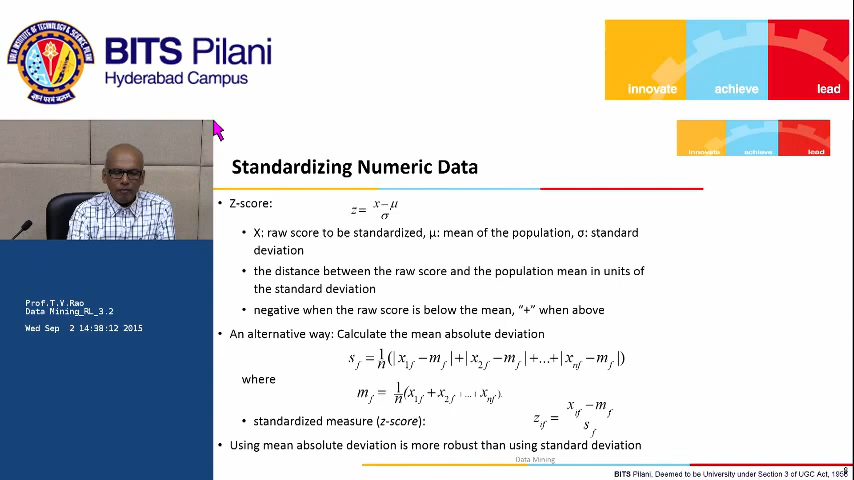 BITS Pilani
Hyderabad Campus
innovate achieve lead
innovate achieve lead
Standardizing Numeric Data
• Z-score: z = x − μ / σ
• X: raw score to be standardized, μ: mean of the population, σ: standard
deviation
• the distance between the raw score and the population mean in units of
the standard deviation
• negative when the raw score is below the mean, “+” when above
• An alternative way: Calculate the mean absolute deviation
s_f = 1/n (| x_1f − m_f | + | x_2f − m_f | + ... + | x_nf − m_f |)
where
m_f = 1/n (x_1f + x_2f + ... + x_nf).
• standardized measure (z-score): z_if = x_if − m_f / s_f
• Using mean absolute deviation is more robust than using standard deviation
Prof.T.V.Rao
Data Mining_RL_3.2
Wed Sep 2 14:38:12 2015
Data Mining
BITS Pilani, Deemed to be University under Section 3 of UGC Act, 1956